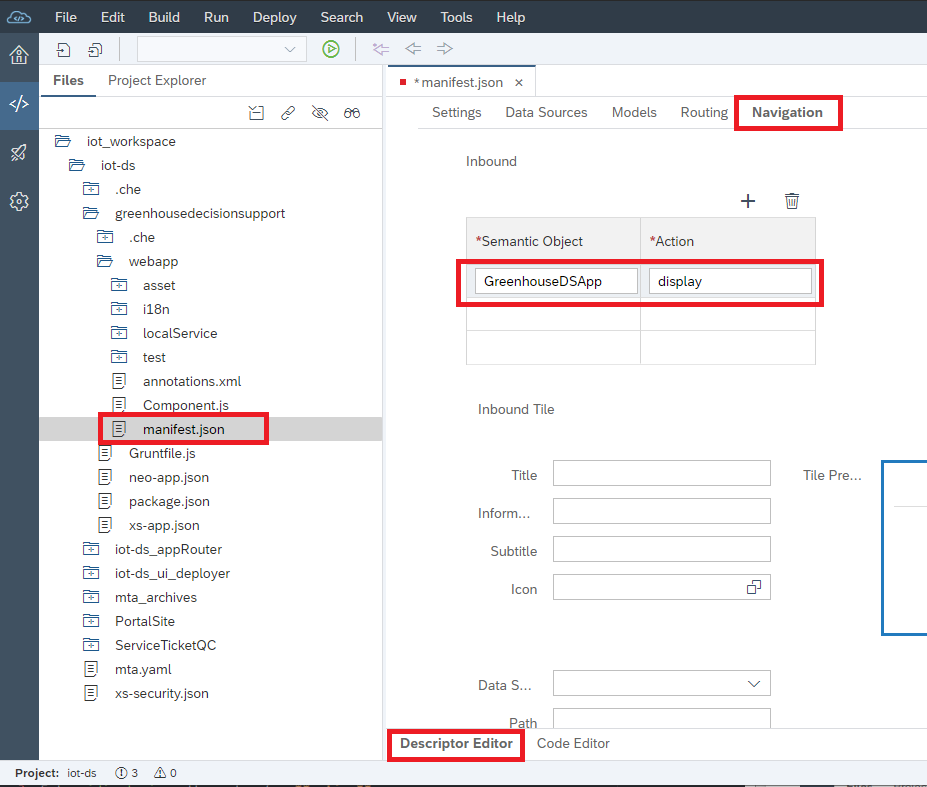 File Edit Build Run Deploy Search View Tools Help
Files Project Explorer
*manifest.json ×
Settings Data Sources Models Routing Navigation
iot_workspace
iot-ds
.che
greenhousedecisionsupport
.che
webapp
asset
i18n
localService
test
annotations.xml
Component.js
manifest.json
Gruntfile.js
neo-app.json
package.json
xs-app.json
iot-ds_appRouter
iot-ds_ui_deployer
mta_archives
PortalSite
ServiceTicketQC
mta.yaml
xs-security.json
Inbound
*Semantic Object *Action
GreenhouseDSApp display
Inbound Tile
Title
Tile Pre...
Inform...
Subtitle
Icon
Data S...
Path
Descriptor Editor Code Editor
Project: iot-ds 3 0